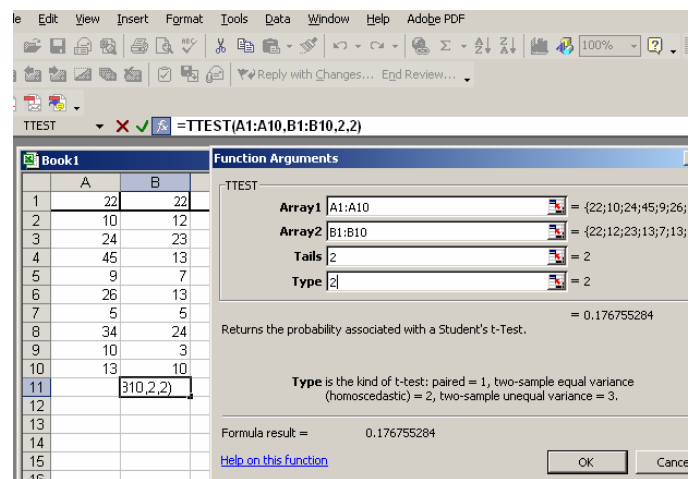 le Edit View Insert Format Tools Data Window Help Adobe PDF
Σ 100%
Reply with Changes... End Review...
TTEST =TTEST(A1:A10,B1:B10,2,2)
Book1
A B
1 22 22
2 10 12
3 24 23
4 45 13
5 9 7
6 26 13
7 5 5
8 34 24
9 10 3
10 13 10
11 310,2,2)
12
13
14
15
16
Function Arguments
TTEST
Array1 A1:A10 = {22;10;24;45;9;26;
Array2 B1:B10 = {22;12;23;13;7;13;
Tails 2 = 2
Type 2 = 2
= 0.176755284
Returns the probability associated with a Student's t-Test.
Type is the kind of t-test: paired = 1, two-sample equal variance
(homoscedastic) = 2, two-sample unequal variance = 3.
Formula result = 0.176755284
Help on this function OK Cance